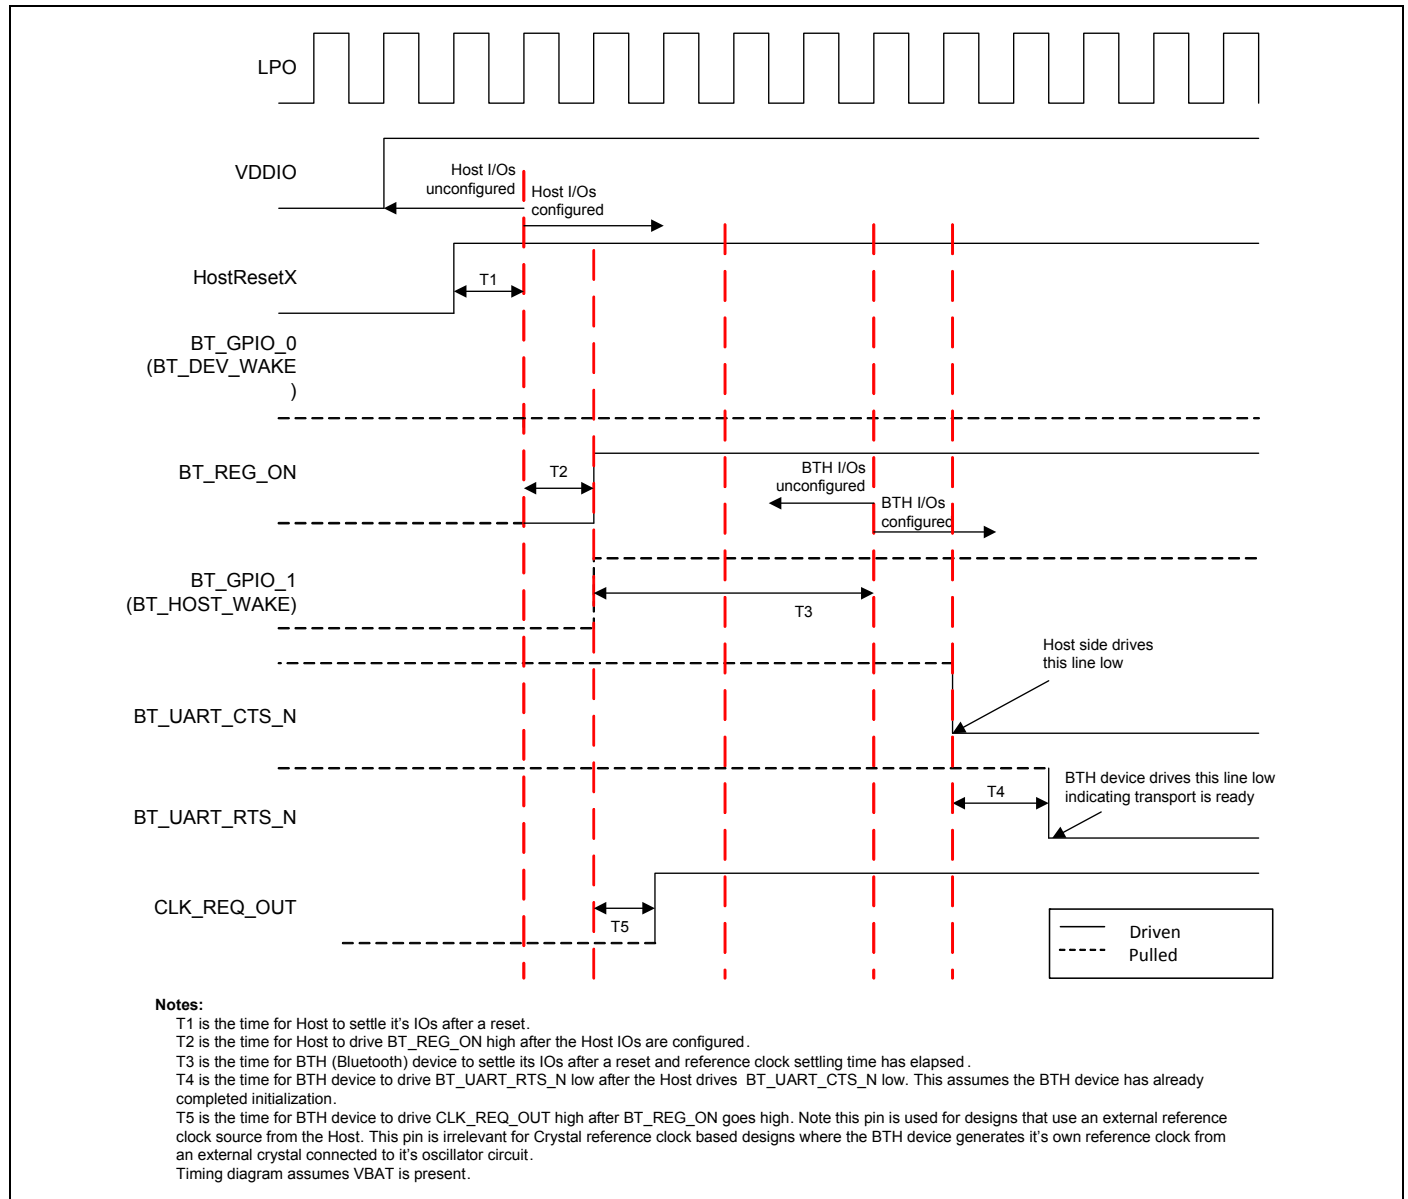 LPO
VDDIO
Host I/Os
unconfigured
Host I/Os
configured
HostResetX
T1
BT_GPIO_0
(BT_DEV_WAKE
)
BT_REG_ON
T2
BTH I/Os
unconfigured
BTH I/Os
configured
BT_GPIO_1
(BT_HOST_WAKE)
T3
Host side drives
this line low
BT_UART_CTS_N
BTH device drives this line low
indicating transport is ready
T4
BT_UART_RTS_N
CLK_REQ_OUT
T5
Driven
Pulled
Notes:
T1 is the time for Host to settle it's IOs after a reset.
T2 is the time for Host to drive BT_REG_ON high after the Host IOs are configured.
T3 is the time for BTH (Bluetooth) device to settle its IOs after a reset and reference clock settling time has elapsed.
T4 is the time for BTH device to drive BT_UART_RTS_N low after the Host drives BT_UART_CTS_N low. This assumes the BTH device has already
completed initialization.
T5 is the time for BTH device to drive CLK_REQ_OUT high after BT_REG_ON goes high. Note this pin is used for designs that use an external reference
clock source from the Host. This pin is irrelevant for Crystal reference clock based designs where the BTH device generates it's own reference clock from
an external crystal connected to it's oscillator circuit.
Timing diagram assumes VBAT is present.